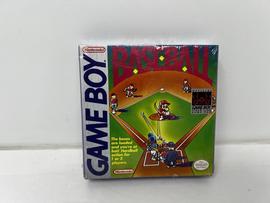 Nintendo
GAME BOY
BASEBALL
The bases
are loaded
and you're at
bat! Hardball
action for
1 or 2
players.
Nintendo